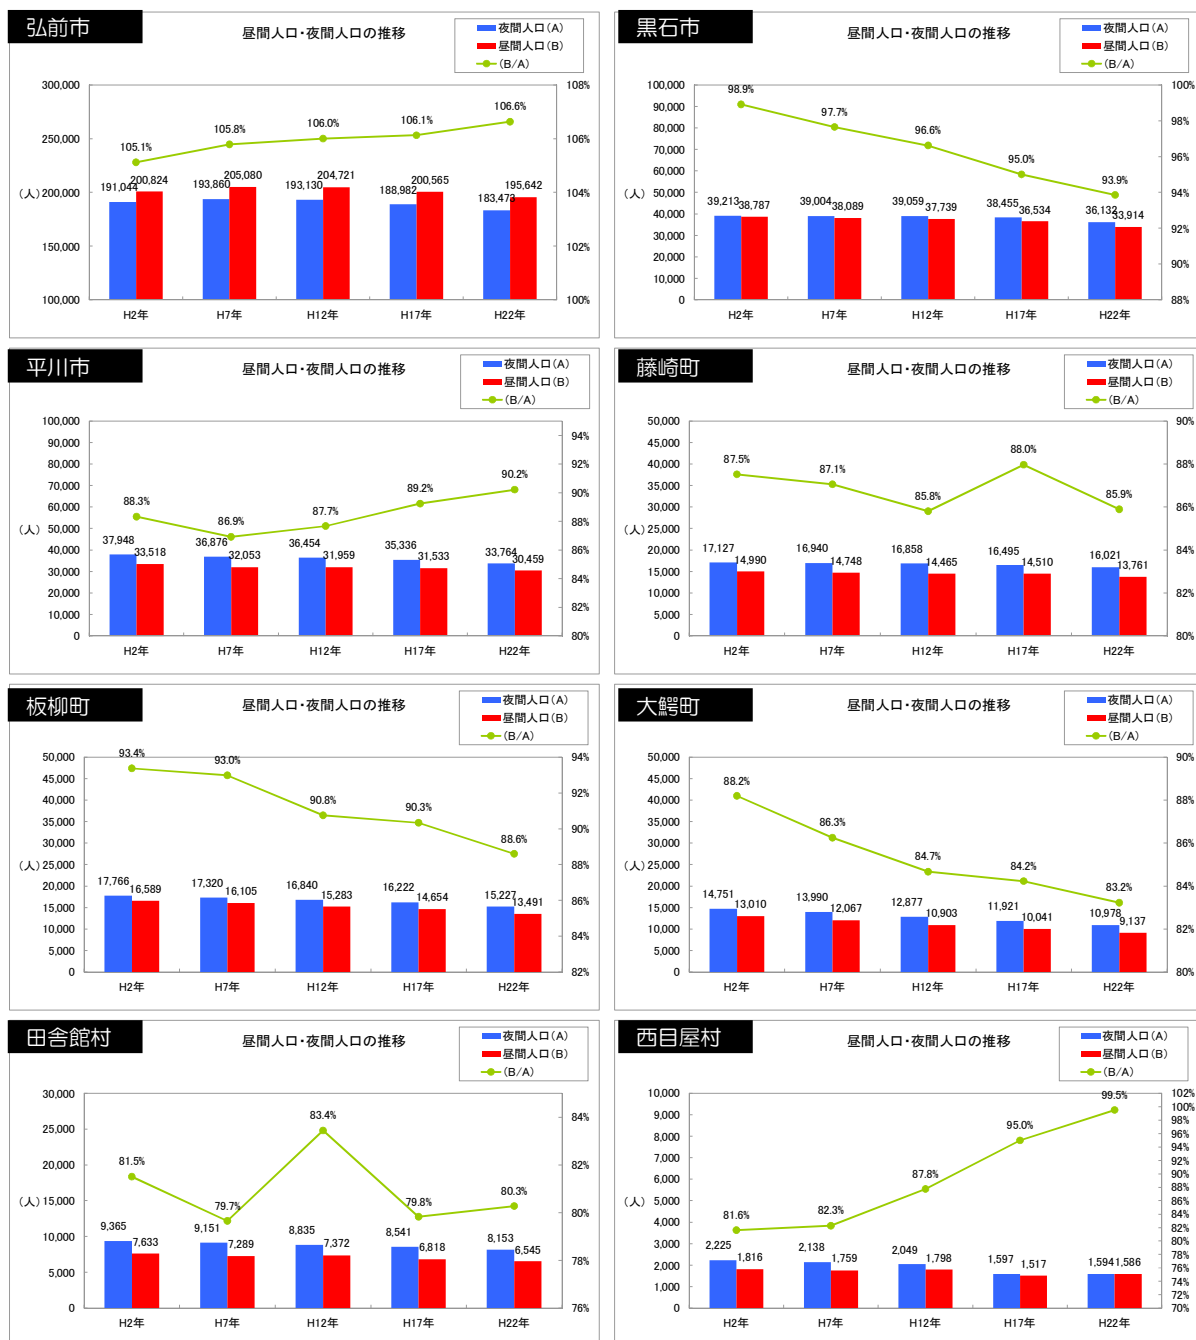 弘前市
昼間人口・夜間人口の推移
夜間人口(A)
昼間人口(B)
(B/A)
300,000
250,000
200,000
150,000
100,000
(人)
108%
106%
104%
102%
100%
105.1%
105.8%
106.0%
106.1%
106.6%
191,044
200,824
193,860
205,080
193,130
204,721
188,982
200,565
183,473
195,642
H2年
H7年
H12年
H17年
H22年
黒石市
昼間人口・夜間人口の推移
夜間人口(A)
昼間人口(B)
(B/A)
100,000
90,000
80,000
70,000
60,000
50,000
40,000
30,000
20,000
10,000
0
(人)
100%
98%
96%
94%
92%
90%
88%
98.9%
97.7%
96.6%
95.0%
93.9%
39,213
38,787
39,004
38,089
39,059
37,739
38,455
36,534
36,132
33,914
H2年
H7年
H12年
H17年
H22年
平川市
昼間人口・夜間人口の推移
夜間人口(A)
昼間人口(B)
(B/A)
100,000
90,000
80,000
70,000
60,000
50,000
40,000
30,000
20,000
10,000
0
(人)
94%
92%
90%
88%
86%
84%
82%
80%
88.3%
86.9%
87.7%
89.2%
90.2%
37,948
33,518
36,876
32,053
36,454
31,959
35,336
31,533
33,764
30,459
H2年
H7年
H12年
H17年
H22年
藤崎町
昼間人口・夜間人口の推移
夜間人口(A)
昼間人口(B)
(B/A)
50,000
45,000
40,000
35,000
30,000
25,000
20,000
15,000
10,000
5,000
0
(人)
90%
88%
86%
84%
82%
80%
87.5%
87.1%
85.8%
88.0%
85.9%
17,127
14,990
16,940
14,748
16,858
14,465
16,495
14,510
16,021
13,761
H2年
H7年
H12年
H17年
H22年
板柳町
昼間人口・夜間人口の推移
夜間人口(A)
昼間人口(B)
(B/A)
50,000
45,000
40,000
35,000
30,000
25,000
20,000
15,000
10,000
5,000
0
(人)
94%
92%
90%
88%
86%
84%
82%
93.4%
93.0%
90.8%
90.3%
88.6%
17,766
16,589
17,320
16,105
16,840
15,283
16,222
14,654
15,227
13,491
H2年
H7年
H12年
H17年
H22年
大鰐町
昼間人口・夜間人口の推移
夜間人口(A)
昼間人口(B)
(B/A)
50,000
45,000
40,000
35,000
30,000
25,000
20,000
15,000
10,000
5,000
0
(人)
90%
88%
86%
84%
82%
80%
88.2%
86.3%
84.7%
84.2%
83.2%
14,751
13,010
13,990
12,067
12,877
10,903
11,921
10,041
10,978
9,137
H2年
H7年
H12年
H17年
H22年
田舎館村
昼間人口・夜間人口の推移
夜間人口(A)
昼間人口(B)
(B/A)
30,000
25,000
20,000
15,000
10,000
5,000
0
(人)
84%
82%
80%
78%
76%
81.5%
79.7%
83.4%
79.8%
80.3%
9,365
7,633
9,151
7,289
8,835
7,372
8,541
6,818
8,153
6,545
H2年
H7年
H12年
H17年
H22年
西目屋村
昼間人口・夜間人口の推移
夜間人口(A)
昼間人口(B)
(B/A)
10,000
9,000
8,000
7,000
6,000
5,000
4,000
3,000
2,000
1,000
0
(人)
102%
100%
98%
96%
94%
92%
90%
88%
86%
84%
82%
80%
78%
76%
74%
72%
70%
81.6%
82.3%
87.8%
95.0%
99.5%
2,225
1,816
2,138
1,759
2,049
1,798
1,597
1,517
1,594
1,586
H2年
H7年
H12年
H17年
H22年